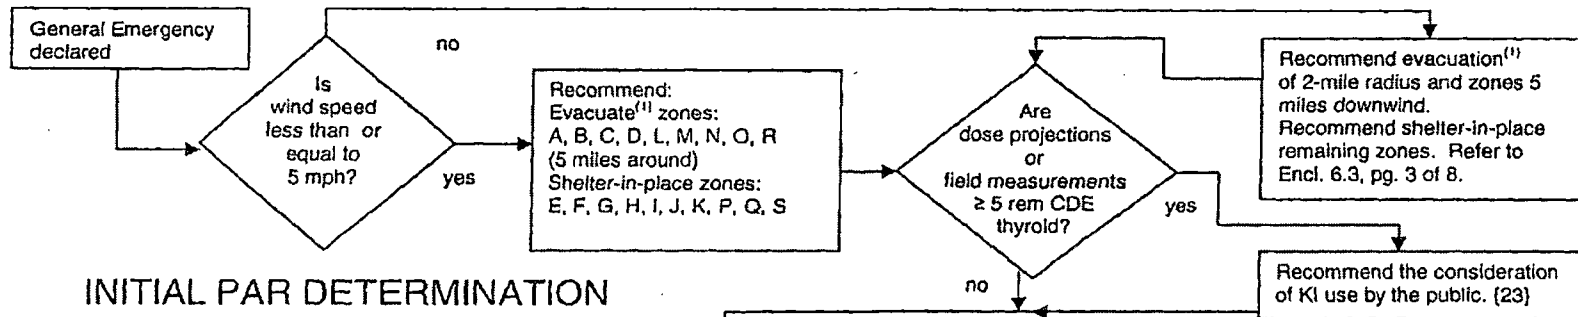 General Emergency
declared
no
Is
wind speed
less than or
equal to
5 mph?
yes
Recommend:
Evacuate⁽¹⁾ zones:
A, B, C, D, L, M, N, O, R
(5 miles around)
Shelter-in-place zones:
E, F, G, H, I, J, K, P, Q, S
Are
dose projections
or
field measurements
≥ 5 rem CDE
thyroid?
yes
no
Recommend evacuation⁽¹⁾
of 2-mile radius and zones 5
miles downwind.
Recommend shelter-in-place
remaining zones. Refer to
Encl. 6.3, pg. 3 of 8.
Recommend the consideration
of KI use by the public. {23}
INITIAL PAR DETERMINATION